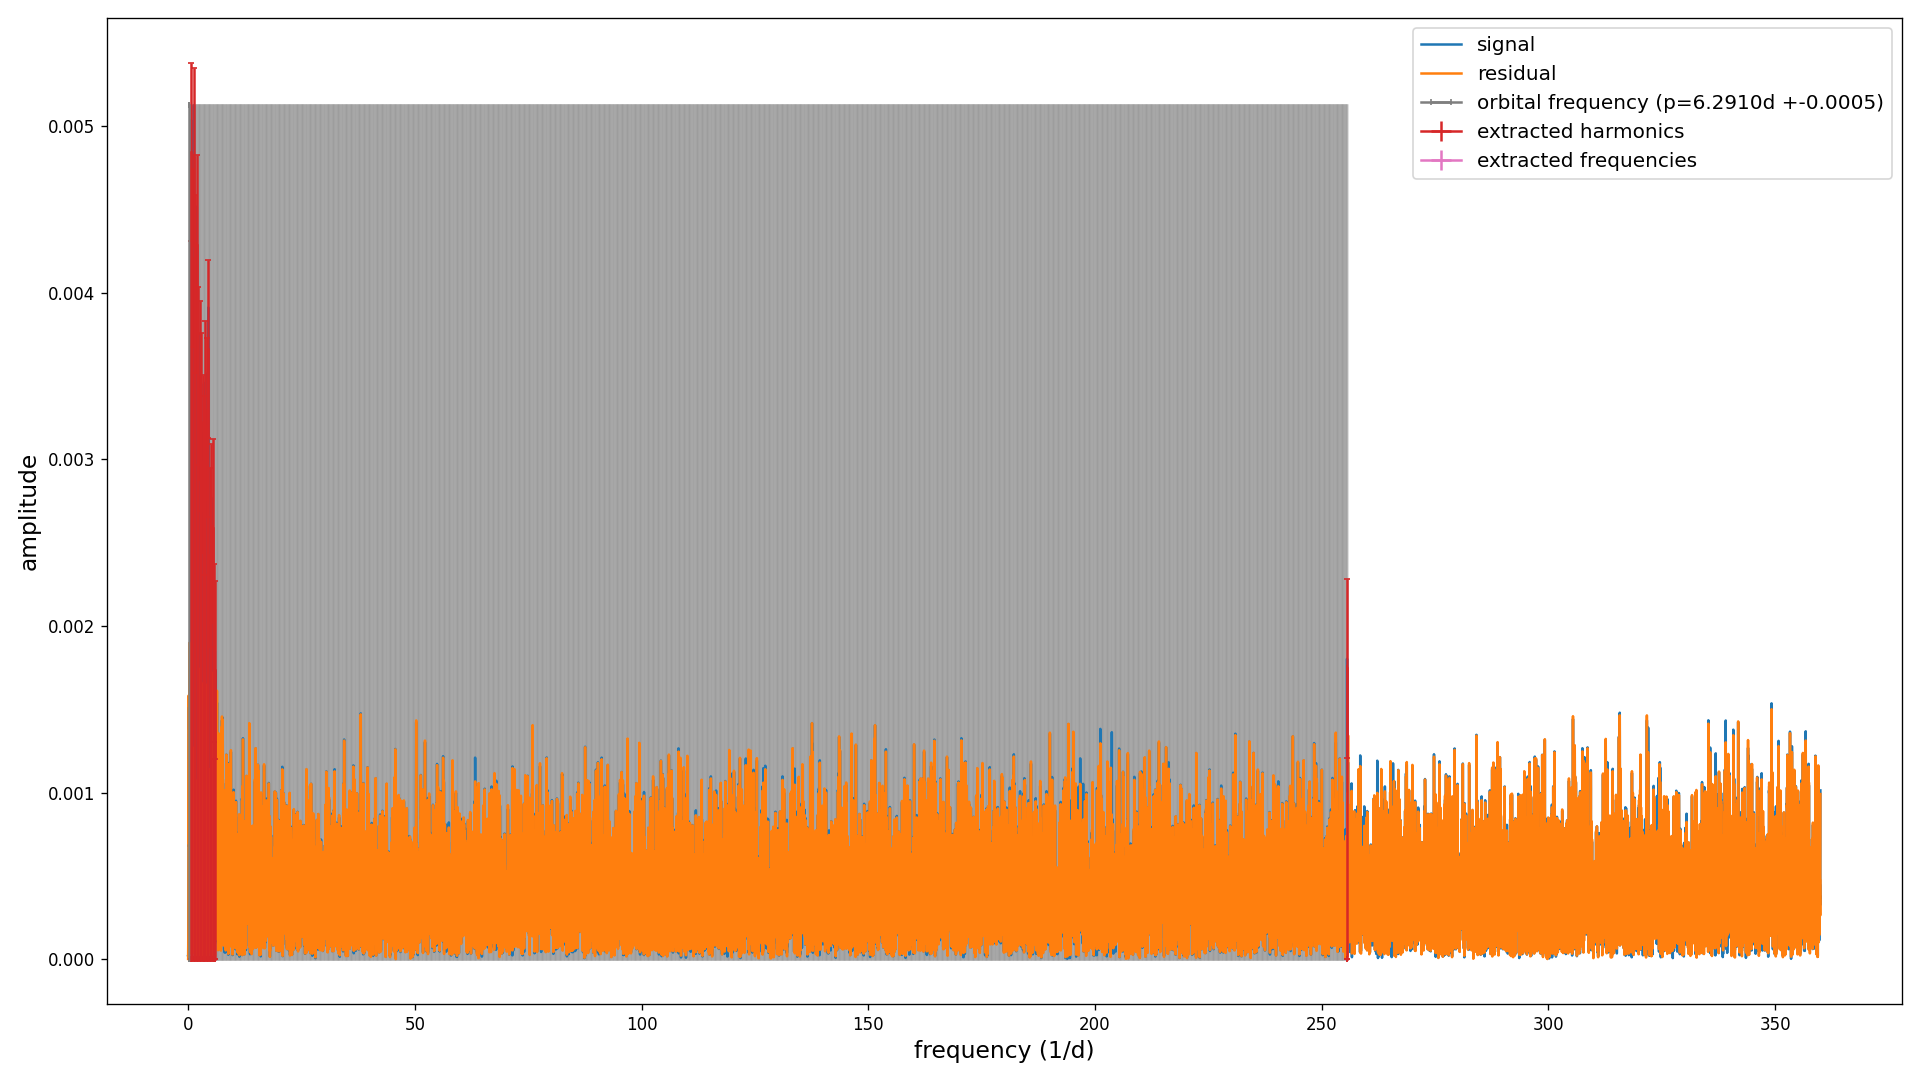 signal
residual
orbital frequency (p=6.2910d +-0.0005)
extracted harmonics
extracted frequencies
0.005
0.004
0.003
0.002
0.001
0.000
amplitude
0 50 100 150 200 250 300 350
frequency (1/d)